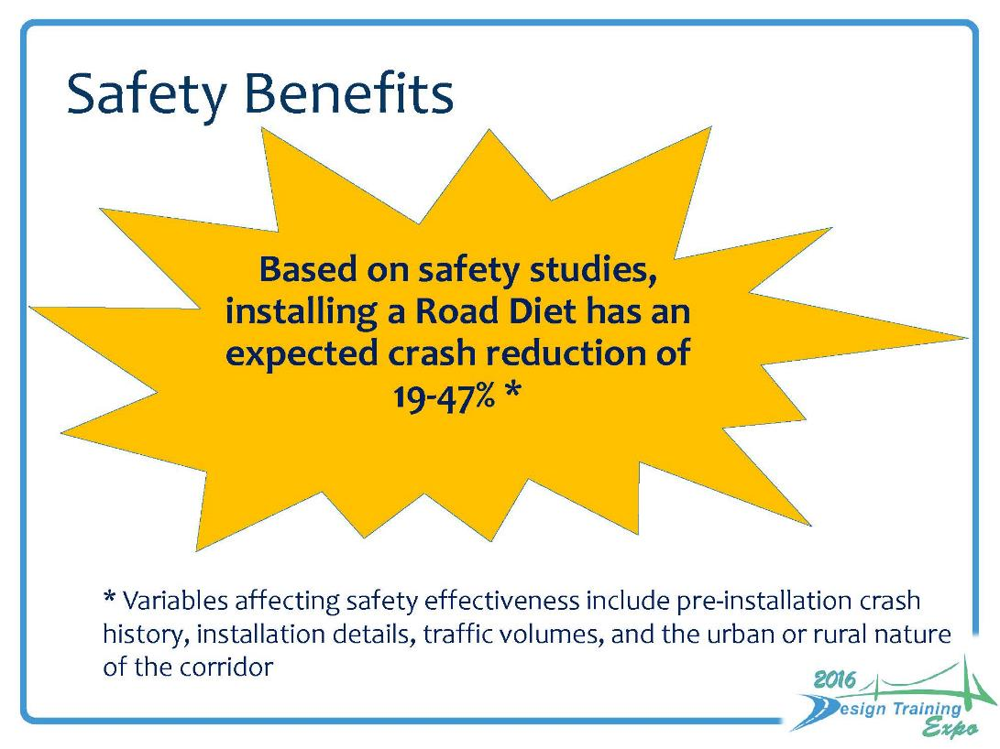 Safety Benefits
Based on safety studies,
installing a Road Diet has an
expected crash reduction of
19-47% *
* Variables affecting safety effectiveness include pre-installation crash
history, installation details, traffic volumes, and the urban or rural nature
of the corridor
2016
Design Training
Expo